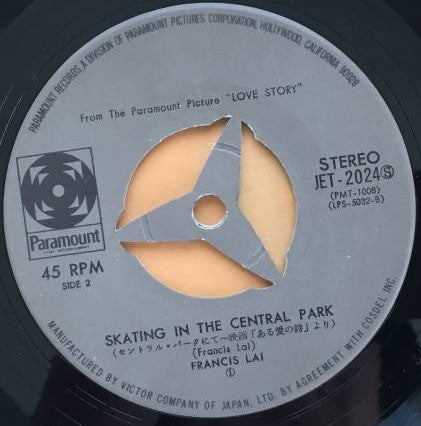 PARAMOUNT RECORDS A DIVISION OF PARAMOUNT PICTURES CORPORATION, HOLLYWOOD, CALIFORNIA 90028
From The Paramount Picture "LOVE STORY"
STEREO
JET-2024Ⓢ
(PMT-1006)
(LPS-5032-B)
Paramount
45 RPM
SIDE 2
SKATING IN THE CENTRAL PARK
(セントラル・パークにて〜映画「ある愛の詩」より)
(Francis Lai)
FRANCIS LAI
①
MANUFACTURED BY VICTOR COMPANY OF JAPAN, LTD. BY AGREEMENT WITH COSDEL INC.